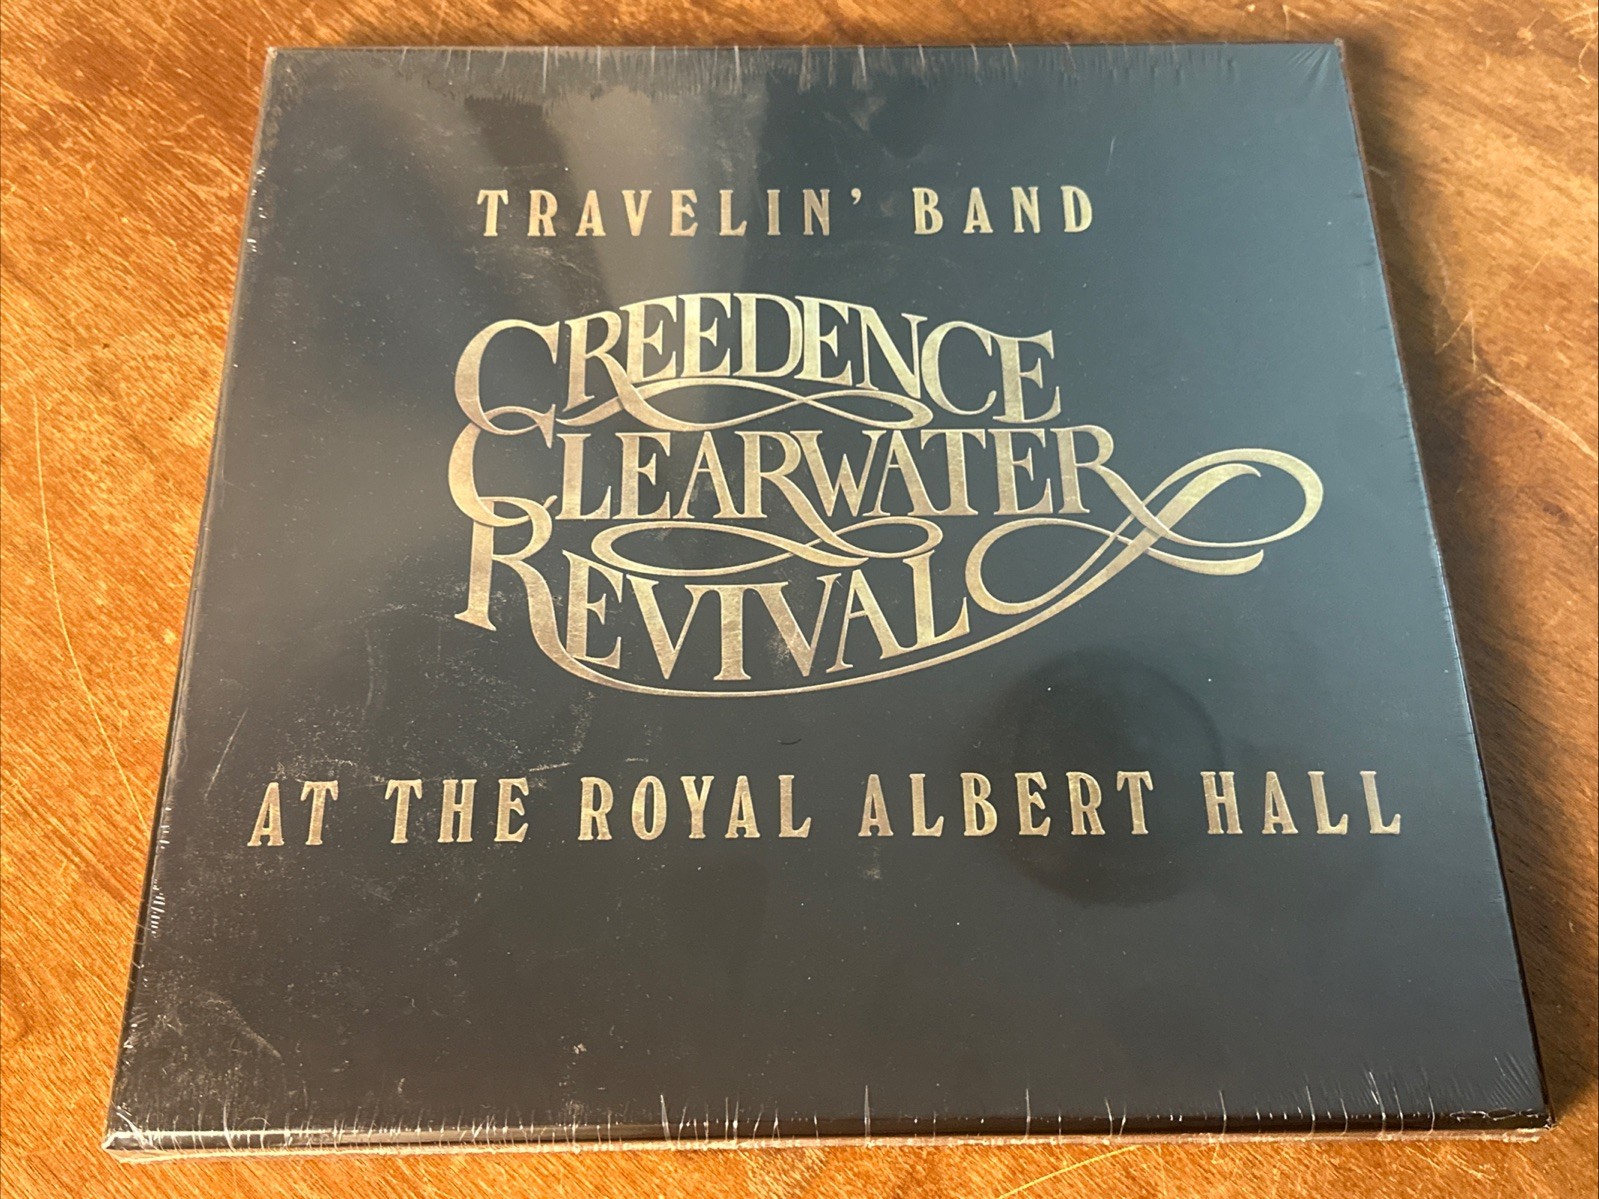 TRAVELIN' BAND
CREEDENCE
CLEARWATER
REVIVAL
AT THE ROYAL ALBERT HALL